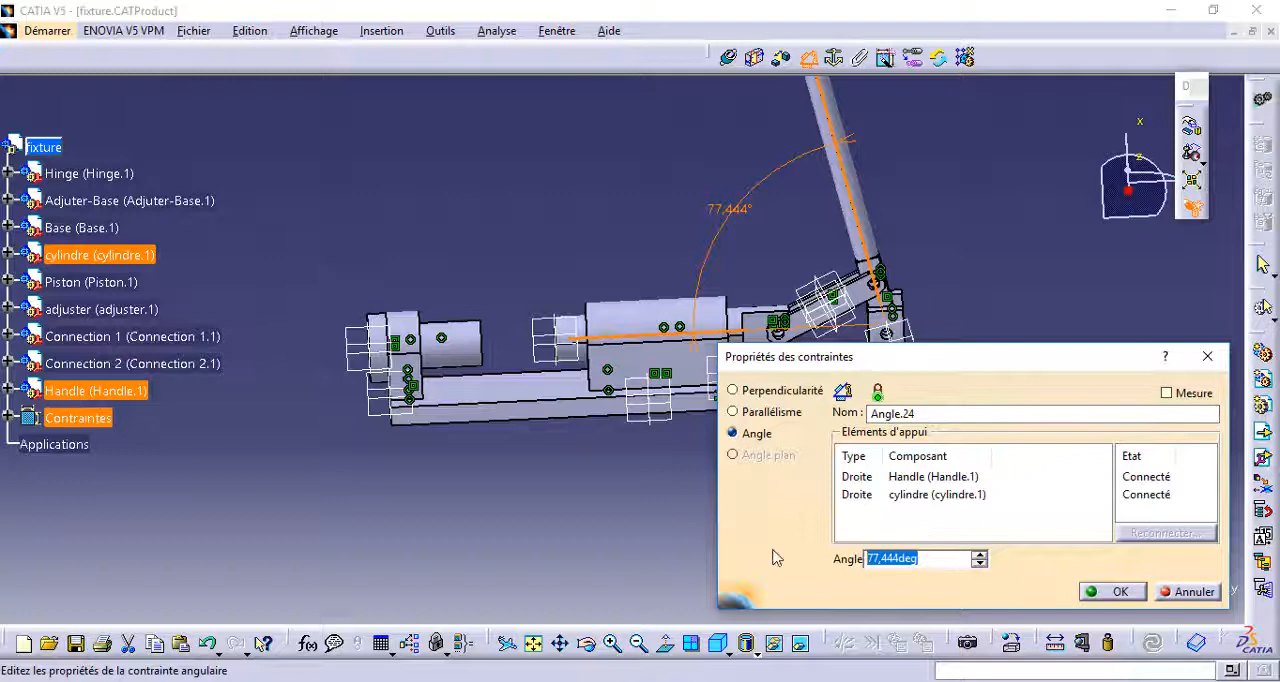 CATIA V5 - [fixture.CATProduct]
Démarrer ENOVIA V5 VPM Fichier Edition Affichage Insertion Outils Analyse Fenêtre Aide
D
x
z
fixture
Hinge (Hinge.1)
Adjuter-Base (Adjuter-Base.1)
Base (Base.1)
cylindre (cylindre.1)
Piston (Piston.1)
adjuster (adjuster.1)
Connection 1 (Connection 1.1)
Connection 2 (Connection 2.1)
Handle (Handle.1)
Contraintes
Applications
77,444°
Propriétés des contraintes
Perpendicularité
Parallélisme
Angle
Angle plan
Mesure
Nom : Angle.24
Eléments d'appui
Type Composant Etat
Droite Handle (Handle.1) Connecté
Droite cylindre (cylindre.1) Connecté
Reconnecter...
Angle 77,444deg
OK Annuler
y
f(x)
CATIA
Editez les propriétés de la contrainte angulaire